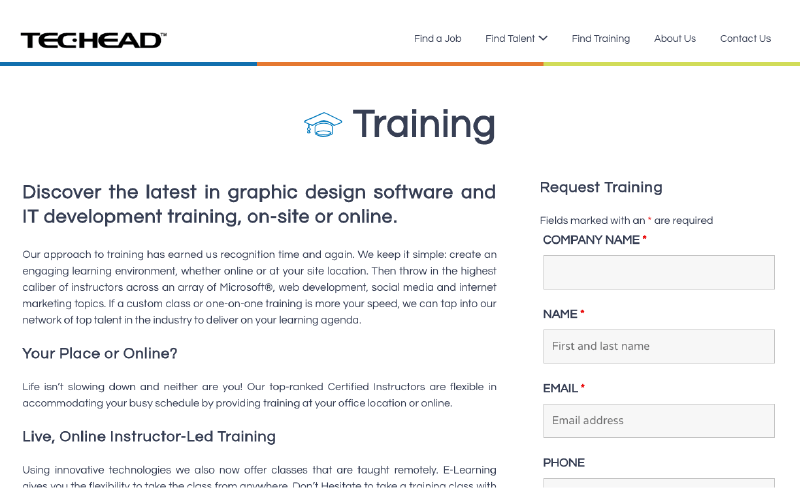 TECHEAD™
Find a Job
Find Talent
Find Training
About Us
Contact Us
Training
Discover the latest in graphic design software and
IT development training, on-site or online.
Our approach to training has earned us recognition time and again. We keep it simple: create an
engaging learning environment, whether online or at your site location. Then throw in the highest
caliber of instructors across an array of Microsoft®, web development, social media and internet
marketing topics. If a custom class or one-on-one training is more your speed, we can tap into our
network of top talent in the industry to deliver on your learning agenda.
Your Place or Online?
Life isn't slowing down and neither are you! Our top-ranked Certified Instructors are flexible in
accommodating your busy schedule by providing training at your office location or online.
Live, Online Instructor-Led Training
Using innovative technologies we also now offer classes that are taught remotely. E-Learning
gives you the flexibility to take the class from anywhere. Don't Hesitate to take a training class with
Request Training
Fields marked with an * are required
COMPANY NAME *
NAME *
First and last name
EMAIL *
Email address
PHONE